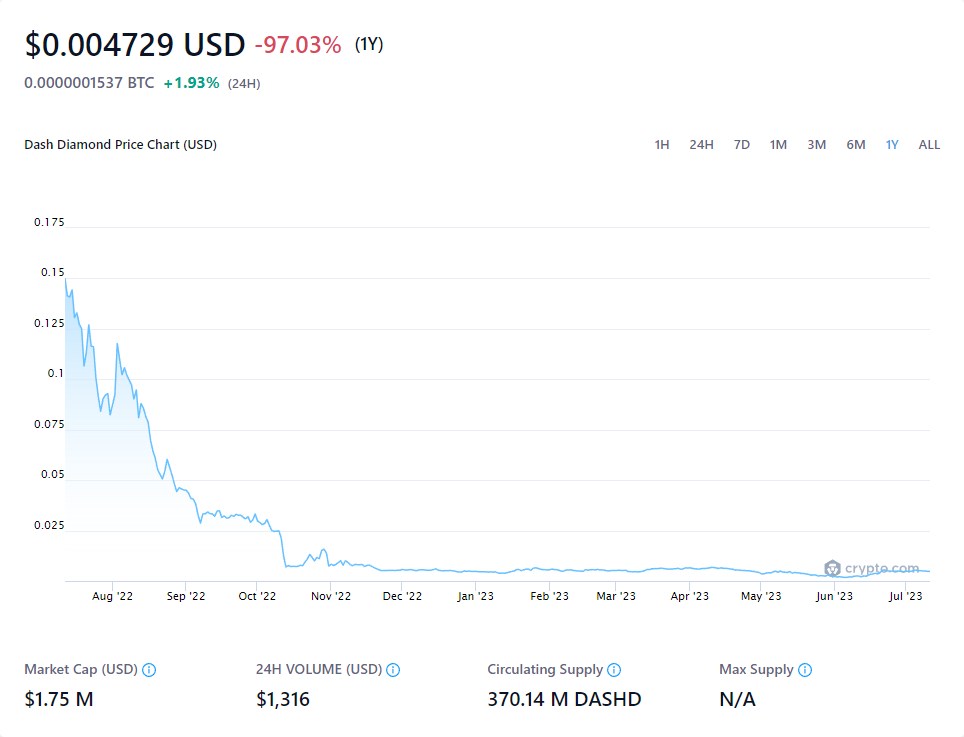 $0.004729 USD -97.03% (1Y)
0.0000001537 BTC +1.93% (24H)
Dash Diamond Price Chart (USD) 1H 24H 7D 1M 3M 6M 1Y ALL
0.175
0.15
0.125
0.1
0.075
0.05
0.025
crypto.com
Aug '22 Sep '22 Oct '22 Nov '22 Dec '22 Jan '23 Feb '23 Mar '23 Apr '23 May '23 Jun '23 Jul '23
Market Cap (USD) 24H VOLUME (USD) Circulating Supply Max Supply
$1.75 M $1,316 370.14 M DASHD N/A